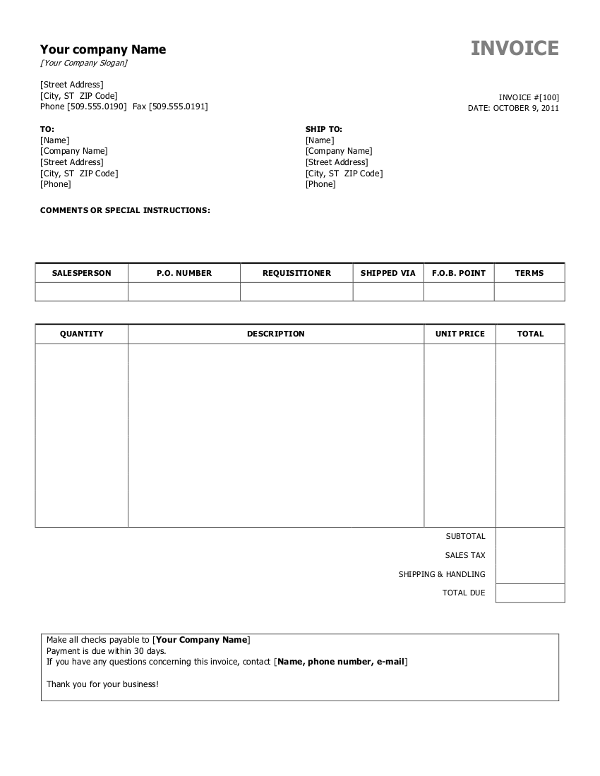 Your company Name
INVOICE
[Your Company Slogan]
[Street Address]
[City, ST  ZIP Code]
Phone [509.555.0190]  Fax [509.555.0191]
INVOICE #[100]
DATE: OCTOBER 9, 2011
TO:
[Name]
[Company Name]
[Street Address]
[City, ST  ZIP Code]
[Phone]
SHIP TO:
[Name]
[Company Name]
[Street Address]
[City, ST  ZIP Code]
[Phone]
COMMENTS OR SPECIAL INSTRUCTIONS:
SALESPERSON P.O. NUMBER REQUISITIONER SHIPPED VIA F.O.B. POINT TERMS
QUANTITY DESCRIPTION UNIT PRICE TOTAL
SUBTOTAL
SALES TAX
SHIPPING & HANDLING
TOTAL DUE
Make all checks payable to [Your Company Name]
Payment is due within 30 days.
If you have any questions concerning this invoice, contact [Name, phone number, e-mail]
Thank you for your business!